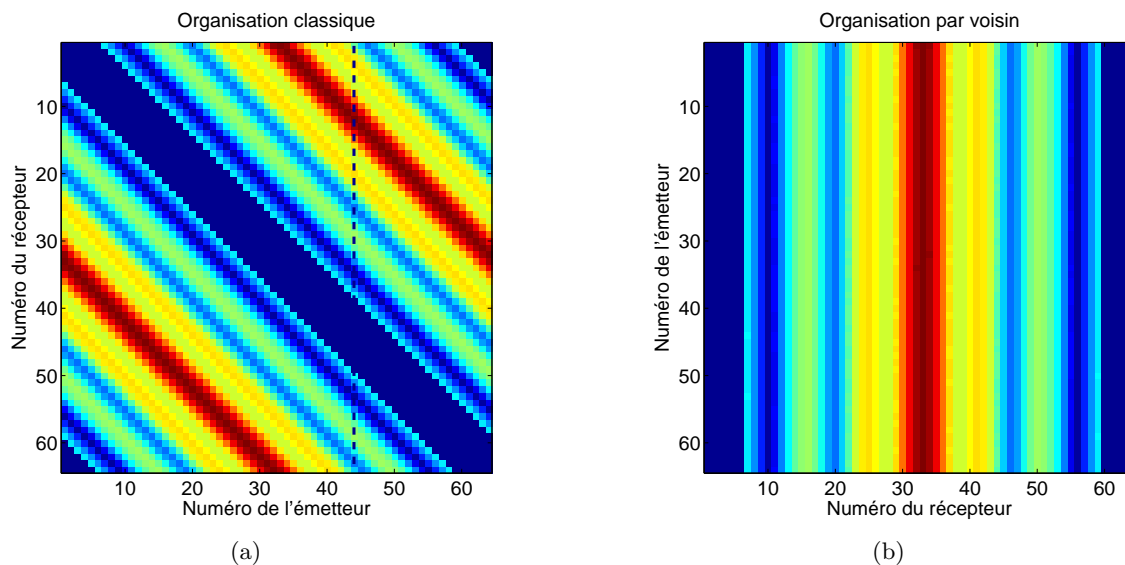 Organisation classique
Numéro du récepteur
10
20
30
40
50
60
10 20 30 40 50 60
Numéro de l'émetteur
(a)
Organisation par voisin
Numéro de l'émetteur
10
20
30
40
50
60
10 20 30 40 50 60
Numéro du récepteur
(b)